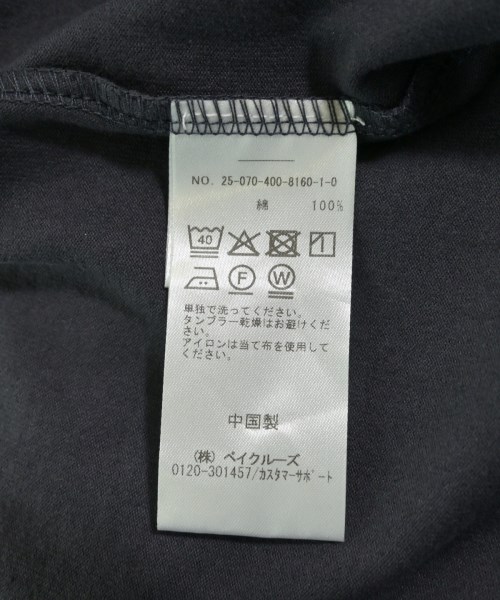 NO. 25-070-400-8160-1-0
綿 100%
40
F W
単独で洗ってください。
タンブラー乾燥はお避けくだ
さい。
アイロンは当て布を使用して
ください。
中国製
(株) ベイクルーズ
0120-301457/カスタマーサポート